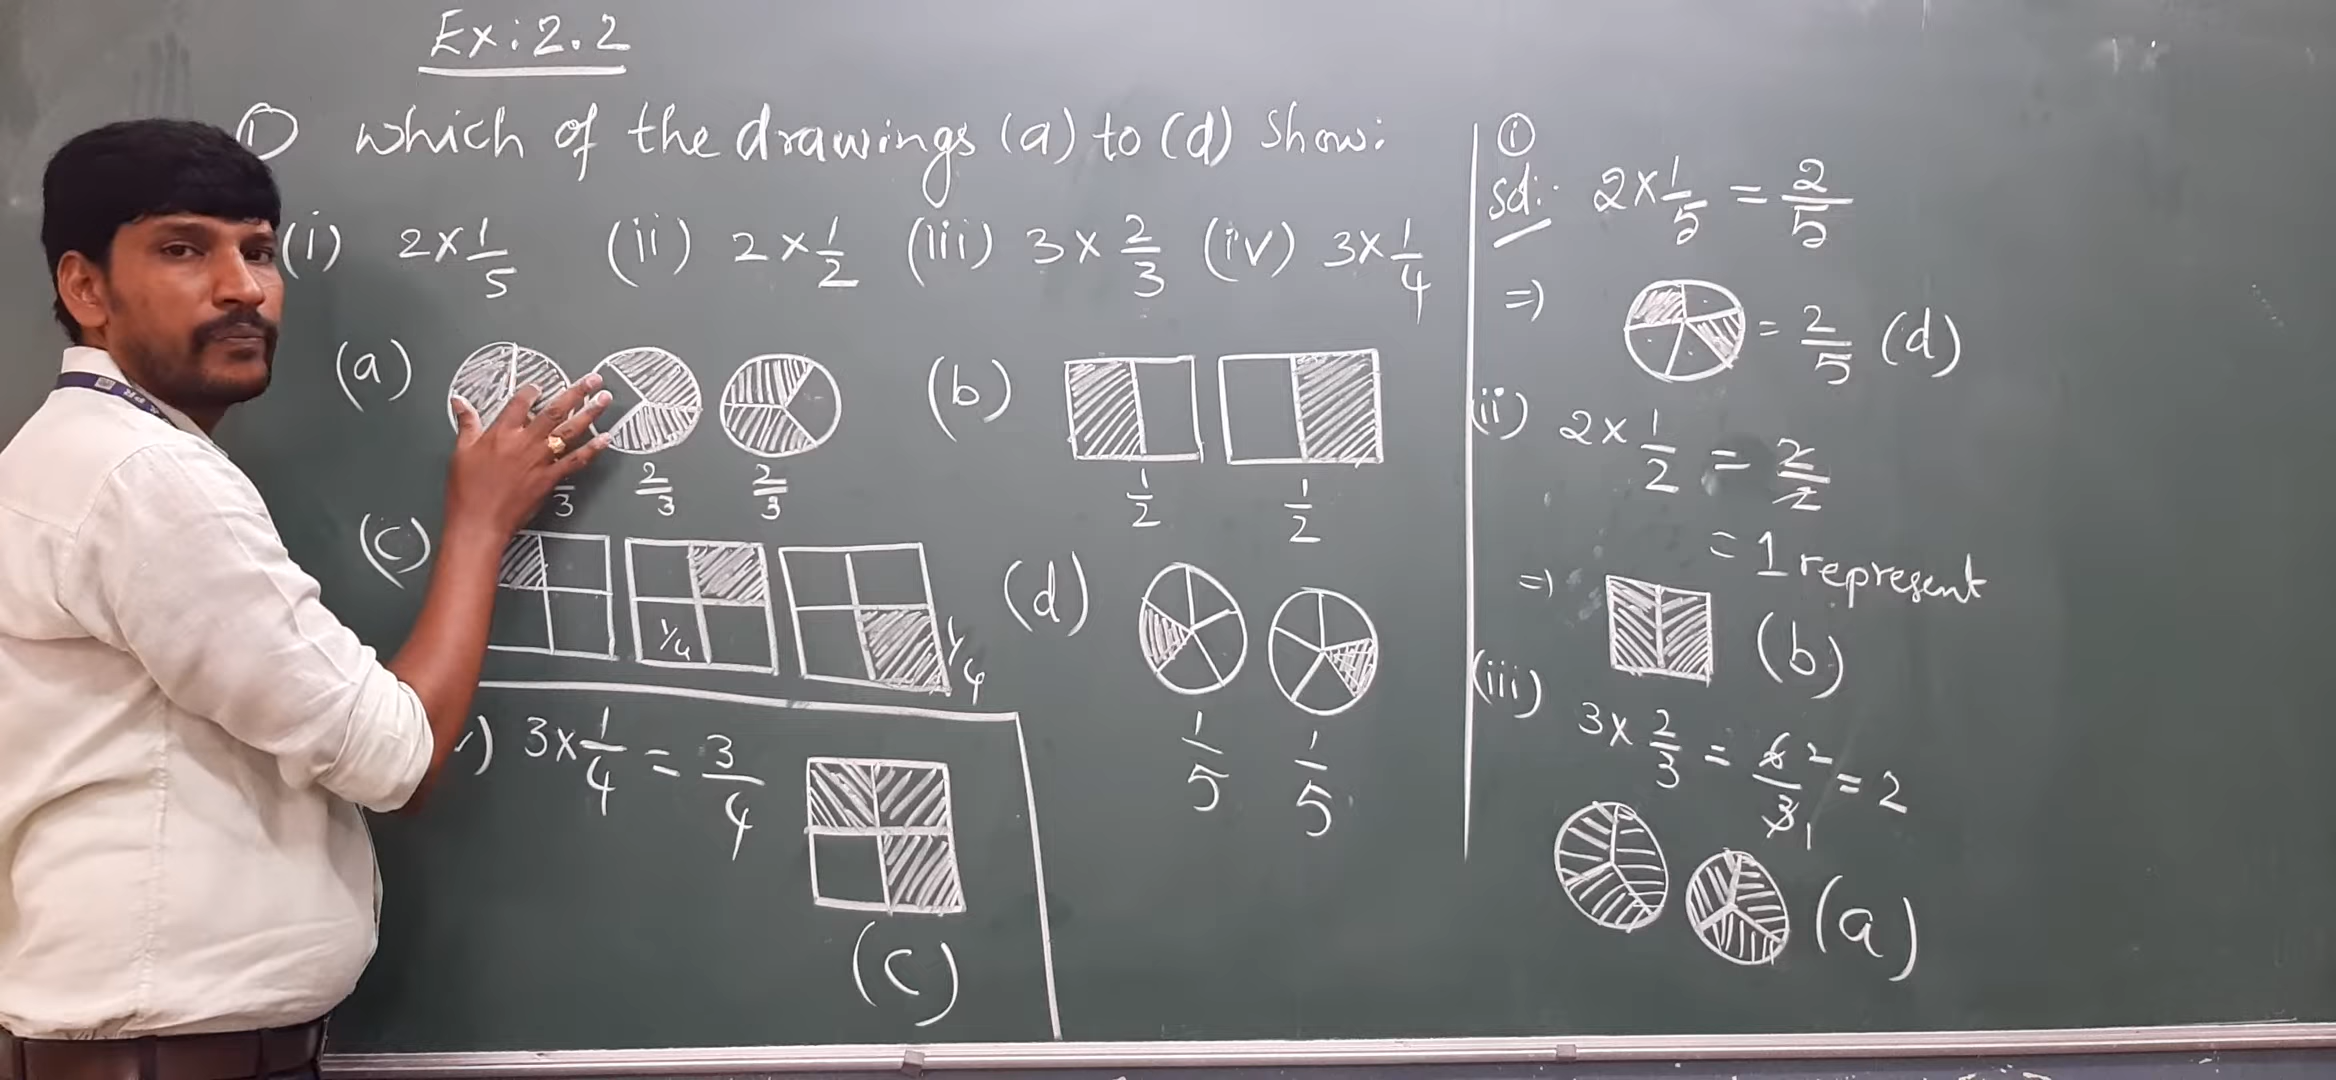 Ex: 2.2
① which of the drawings (a) to (d) Show:
(i) 2×1/5 (ii) 2×1/2 (iii) 3×2/3 (iv) 3×1/4
(a)
2/3 2/3
(b)
1/2 1/2
(c)
1/4 1/4
(d)
1/5 1/5
) 3×1/4 = 3/4
(c)
①
Sol: 2×1/5 = 2/5
=) = 2/5 (d)
(ii) 2×1/2 = 2/2
= 1 represent
=) (b)
(iii) 3×2/3 = 6 2/3 1 = 2
(a)